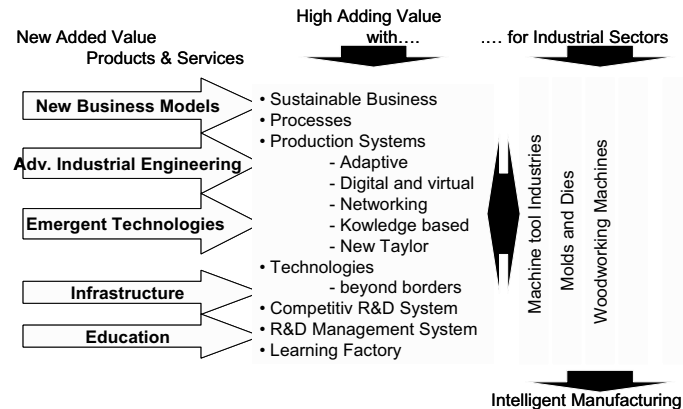 New Added Value
Products & Services
High Adding Value
with....
.... for Industrial Sectors
New Business Models
Adv. Industrial Engineering
Emergent Technologies
Infrastructure
Education
• Sustainable Business
• Processes
• Production Systems
- Adaptive
- Digital and virtual
- Networking
- Kowledge based
- New Taylor
• Technologies
- beyond borders
• Competitiv R&D System
• R&D Management System
• Learning Factory
Machine tool Industries
Molds and Dies
Woodworking Machines
Intelligent Manufacturing